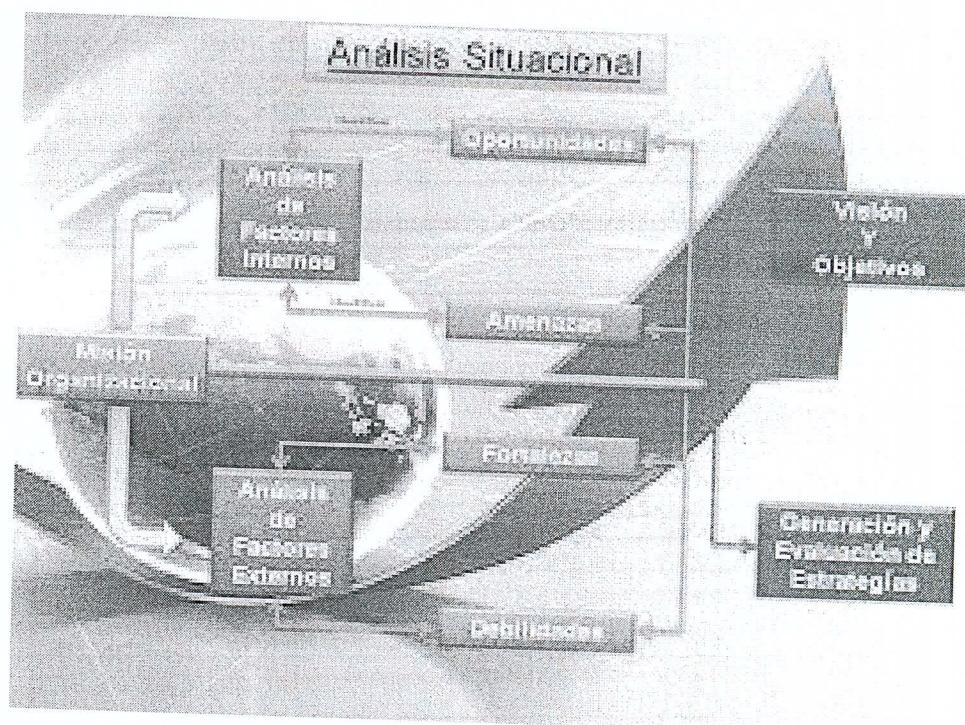 Análisis Situacional
Oportunidades
Análisis
de
Factores
Internos
Visión
Y
Objetivos
Amenazas
Misión
Organizacional
Fortalezas
Análisis
de
Factores
Externos
Generación y
Evaluación de
Estrategias
Debilidades